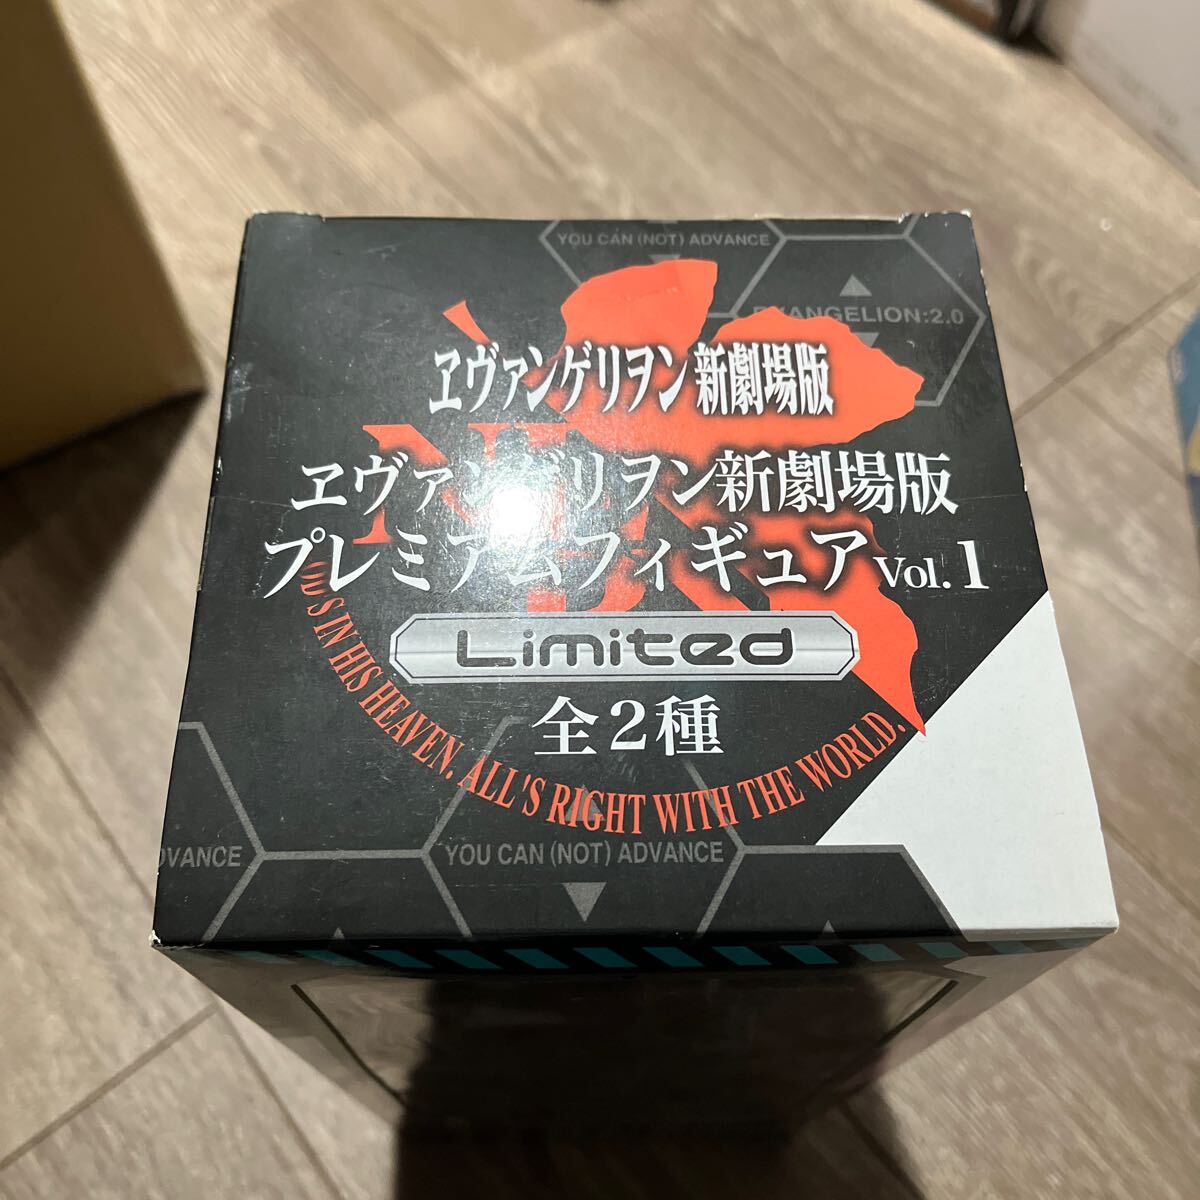 YOU CAN (NOT) ADVANCE
EVANGELION:2.0
ヱヴァンゲリヲン 新劇場版
ヱヴァンゲリヲン新劇場版
プレミアムフィギュア Vol.1
Limited
全2種
IN HIS HEAVEN. ALL'S RIGHT WITH THE WORLD.
YOU CAN (NOT) ADVANCE